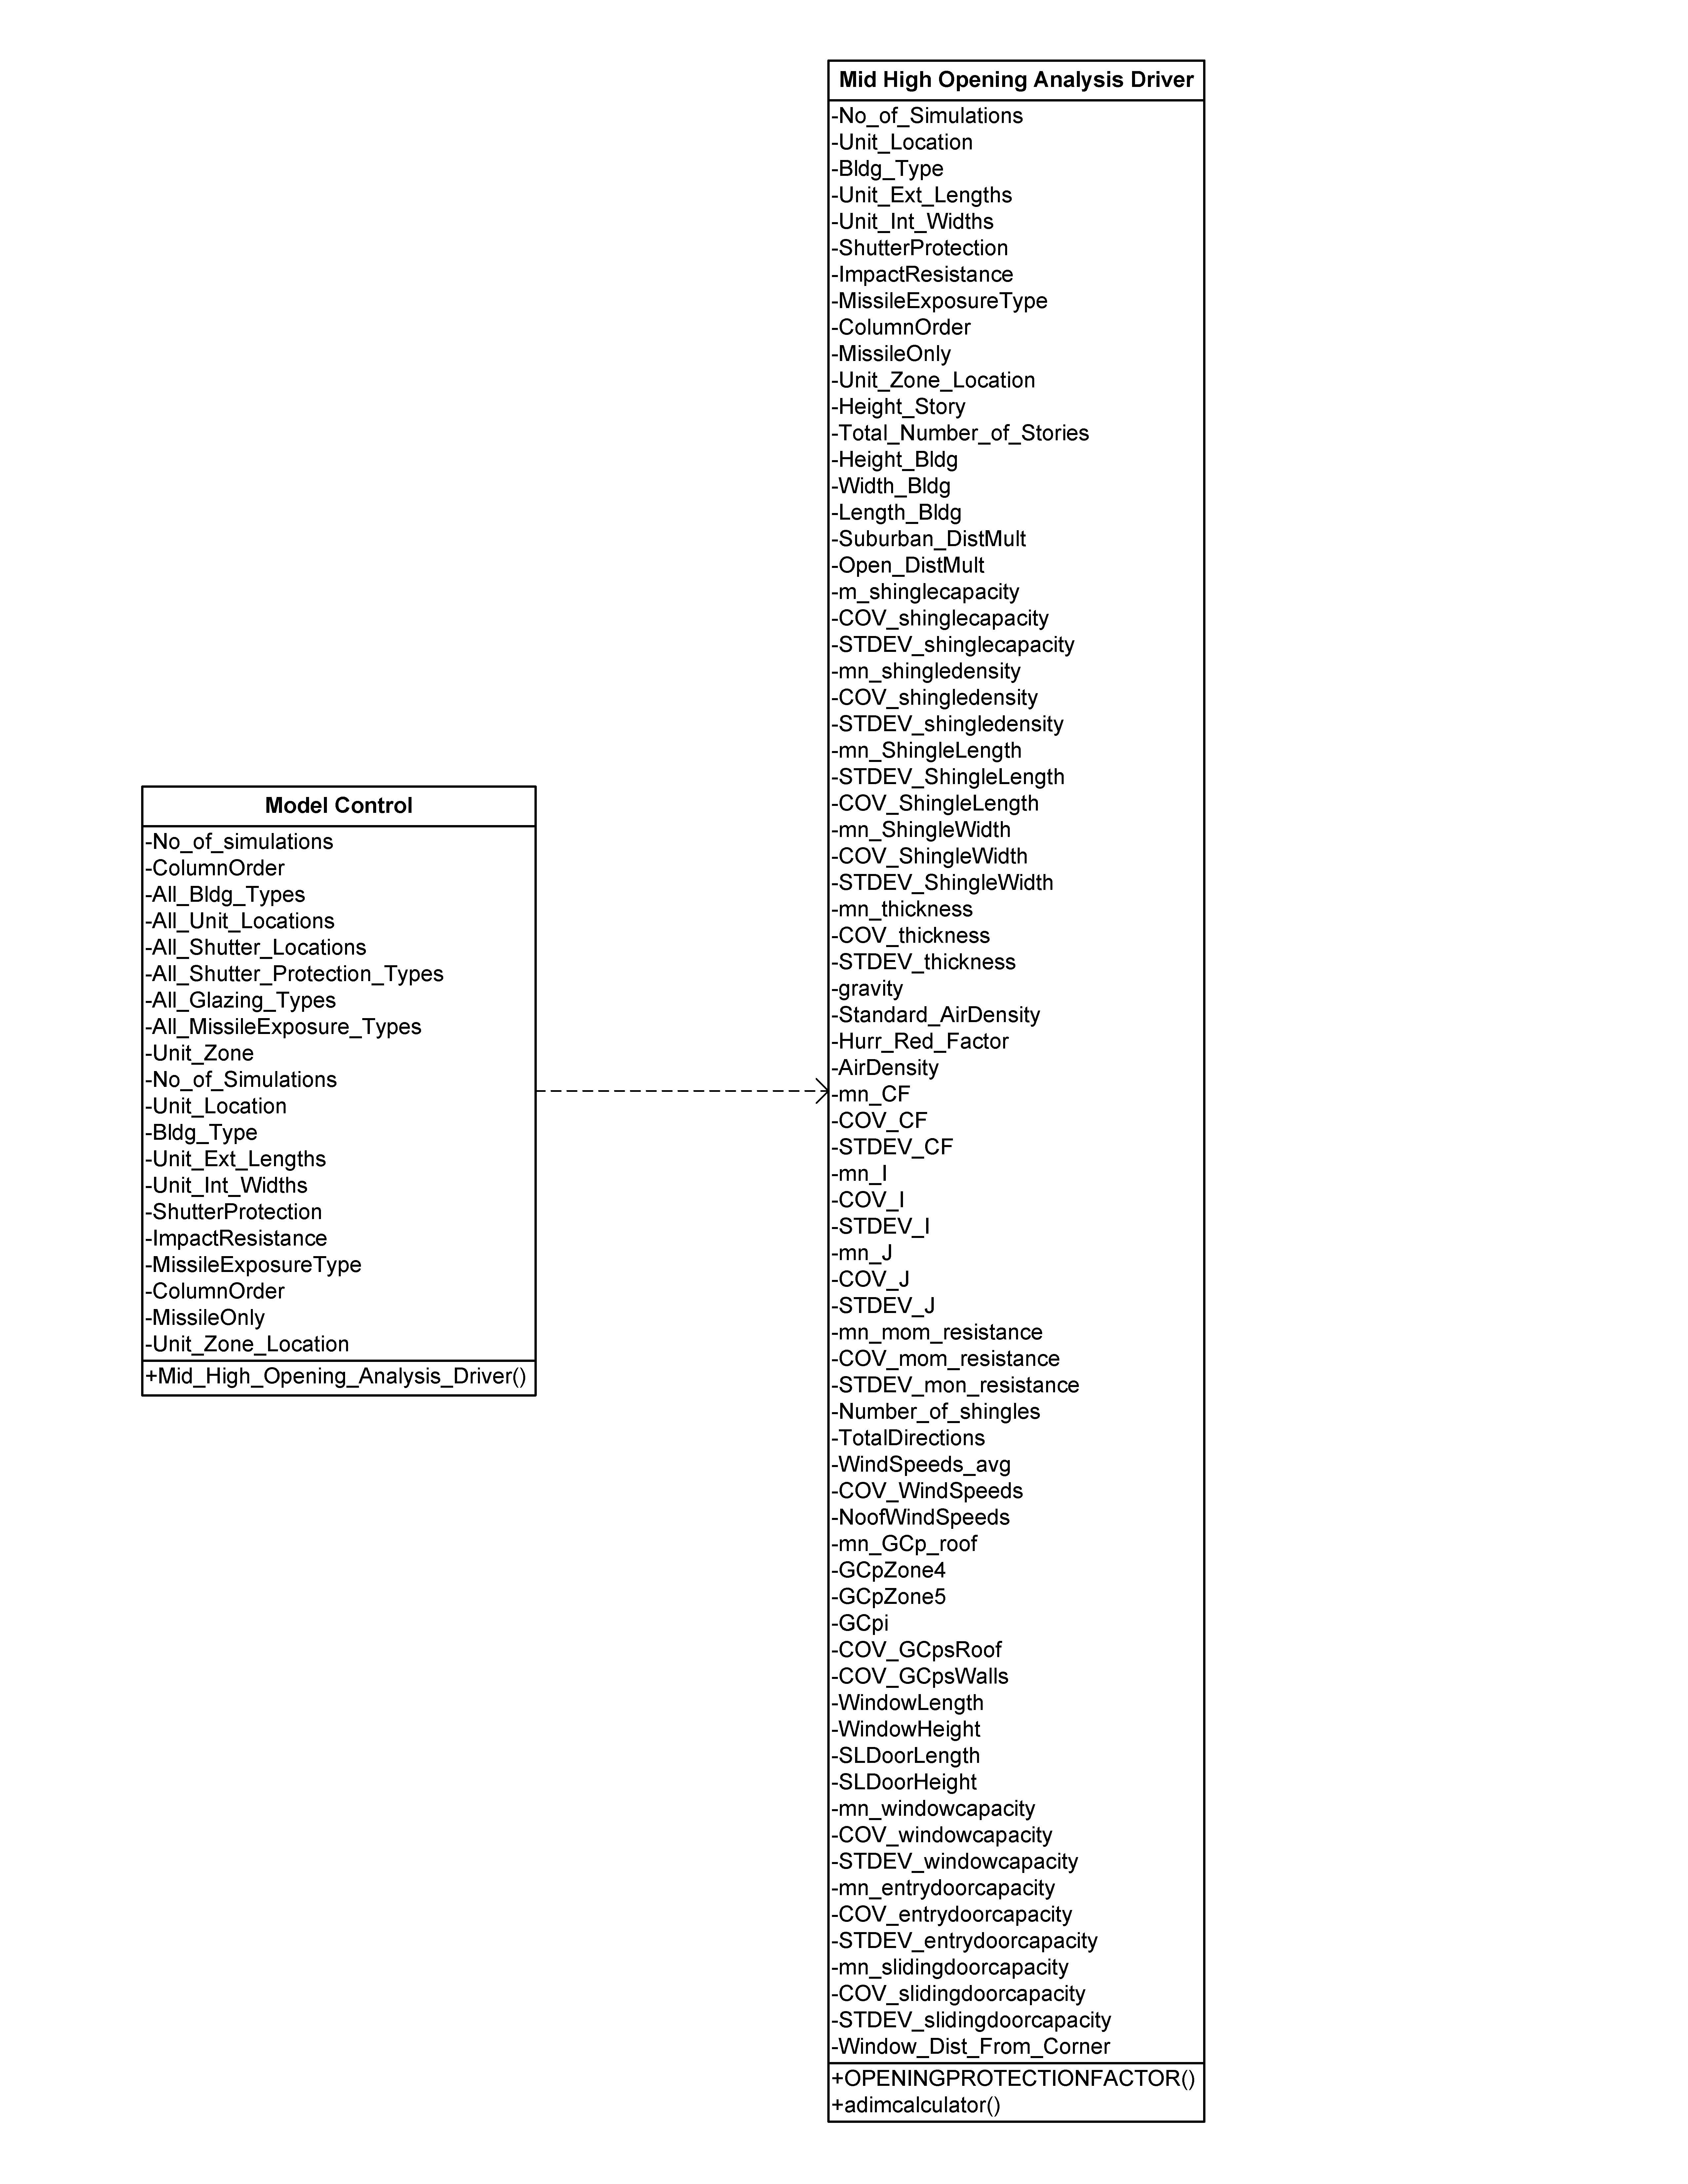 Mid High Opening Analysis Driver
-No_of_Simulations
-Unit_Location
-Bldg_Type
-Unit_Ext_Lengths
-Unit_Int_Widths
-ShutterProtection
-ImpactResistance
-MissileExposureType
-ColumnOrder
-MissileOnly
-Unit_Zone_Location
-Height_Story
-Total_Number_of_Stories
-Height_Bldg
-Width_Bldg
-Length_Bldg
-Suburban_DistMult
-Open_DistMult
-m_shinglecapacity
-COV_shinglecapacity
-STDEV_shinglecapacity
-mn_shingledensity
-COV_shingledensity
-STDEV_shingledensity
-mn_ShingleLength
-STDEV_ShingleLength
-COV_ShingleLength
-mn_ShingleWidth
-COV_ShingleWidth
-STDEV_ShingleWidth
-mn_thickness
-COV_thickness
-STDEV_thickness
-gravity
-Standard_AirDensity
-Hurr_Red_Factor
-AirDensity
-mn_CF
-COV_CF
-STDEV_CF
-mn_I
-COV_I
-STDEV_I
-mn_J
-COV_J
-STDEV_J
-mn_mom_resistance
-COV_mom_resistance
-STDEV_mon_resistance
-Number_of_shingles
-TotalDirections
-WindSpeeds_avg
-COV_WindSpeeds
-NoofWindSpeeds
-mn_GCp_roof
-GCpZone4
-GCpZone5
-GCpi
-COV_GCpsRoof
-COV_GCpsWalls
-WindowLength
-WindowHeight
-SLDoorLength
-SLDoorHeight
-mn_windowcapacity
-COV_windowcapacity
-STDEV_windowcapacity
-mn_entrydoorcapacity
-COV_entrydoorcapacity
-STDEV_entrydoorcapacity
-mn_slidingdoorcapacity
-COV_slidingdoorcapacity
-STDEV_slidingdoorcapacity
-Window_Dist_From_Corner
+OPENINGPROTECTIONFACTOR()
+adimcalculator()
Model Control
-No_of_simulations
-ColumnOrder
-All_Bldg_Types
-All_Unit_Locations
-All_Shutter_Locations
-All_Shutter_Protection_Types
-All_Glazing_Types
-All_MissileExposure_Types
-Unit_Zone
-No_of_Simulations
-Unit_Location
-Bldg_Type
-Unit_Ext_Lengths
-Unit_Int_Widths
-ShutterProtection
-ImpactResistance
-MissileExposureType
-ColumnOrder
-MissileOnly
-Unit_Zone_Location
+Mid_High_Opening_Analysis_Driver()